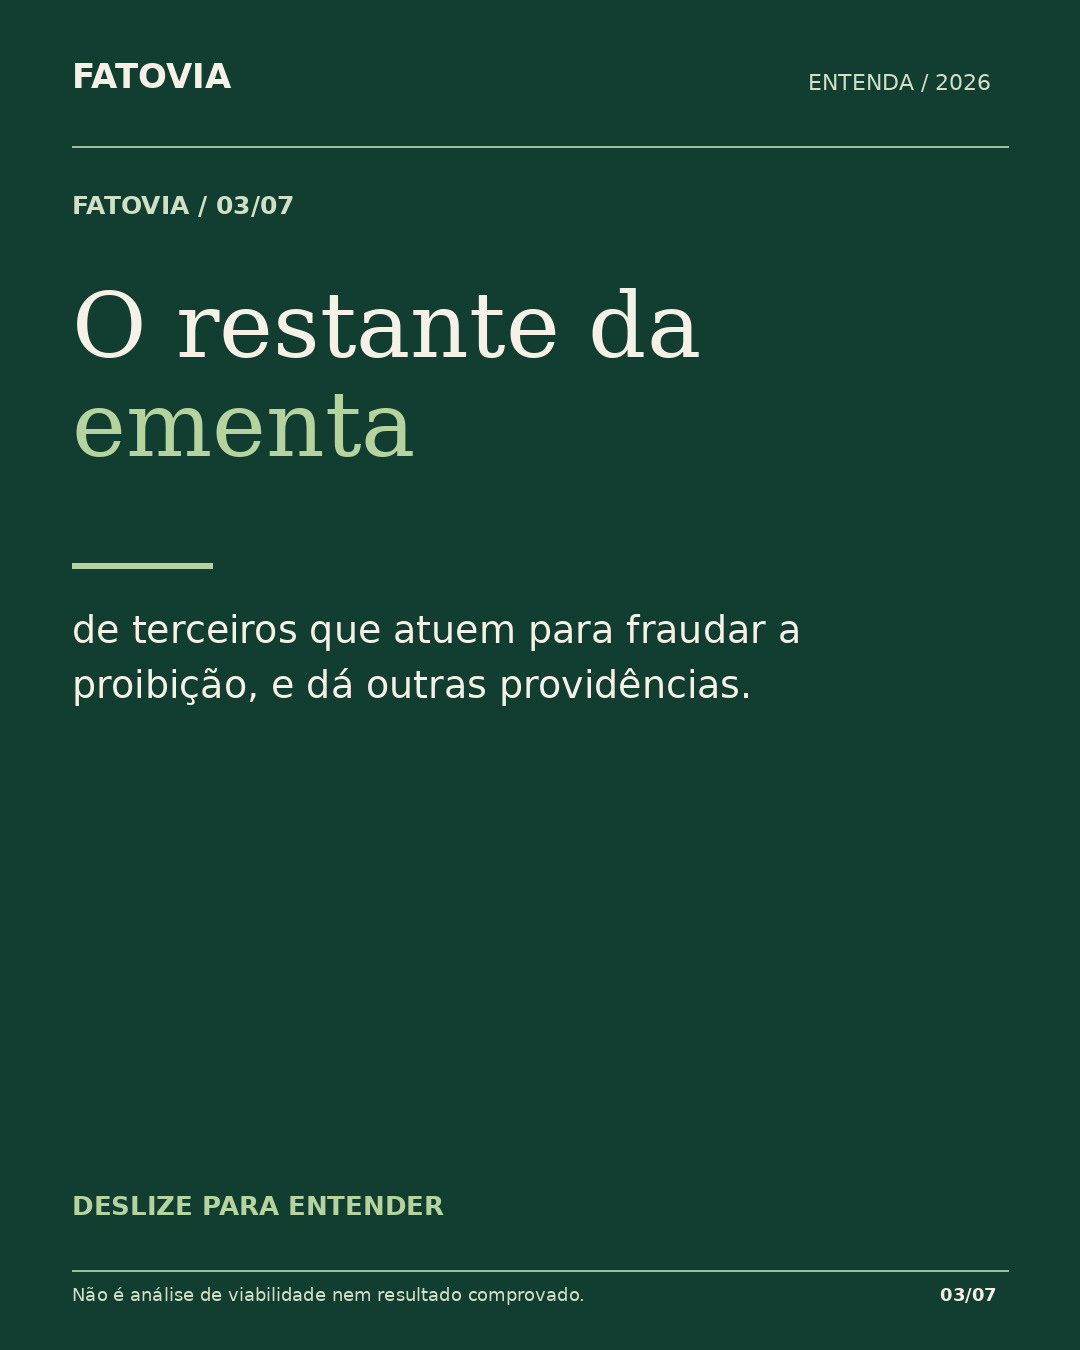 FATOVIA
ENTENDA / 2026
FATOVIA / 03/07
O restante da
ementa
de terceiros que atuem para fraudar a
proibição, e dá outras providências.
DESLIZE PARA ENTENDER
Não é análise de viabilidade nem resultado comprovado.
03/07